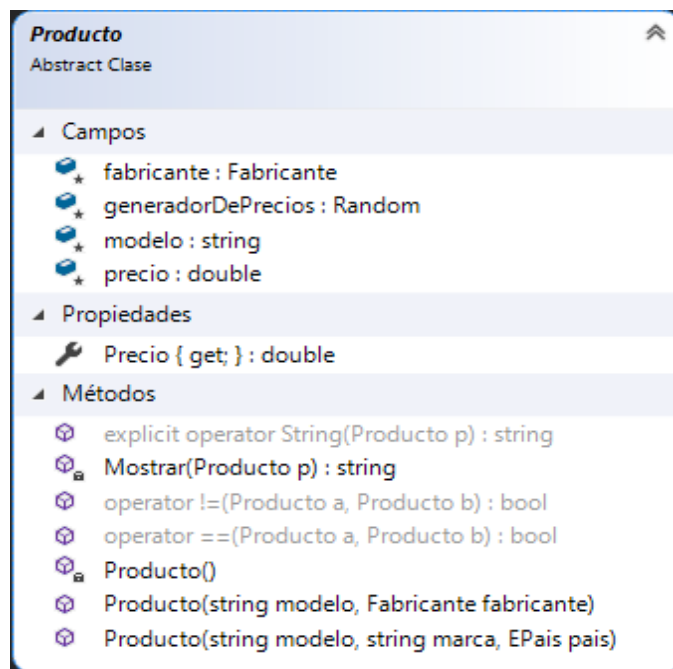 Producto
Abstract Clase
Campos
fabricante : Fabricante
generadorDePrecios : Random
modelo : string
precio : double
Propiedades
Precio { get; } : double
Métodos
explicit operator String(Producto p) : string
Mostrar(Producto p) : string
operator !=(Producto a, Producto b) : bool
operator ==(Producto a, Producto b) : bool
Producto()
Producto(string modelo, Fabricante fabricante)
Producto(string modelo, string marca, EPais pais)